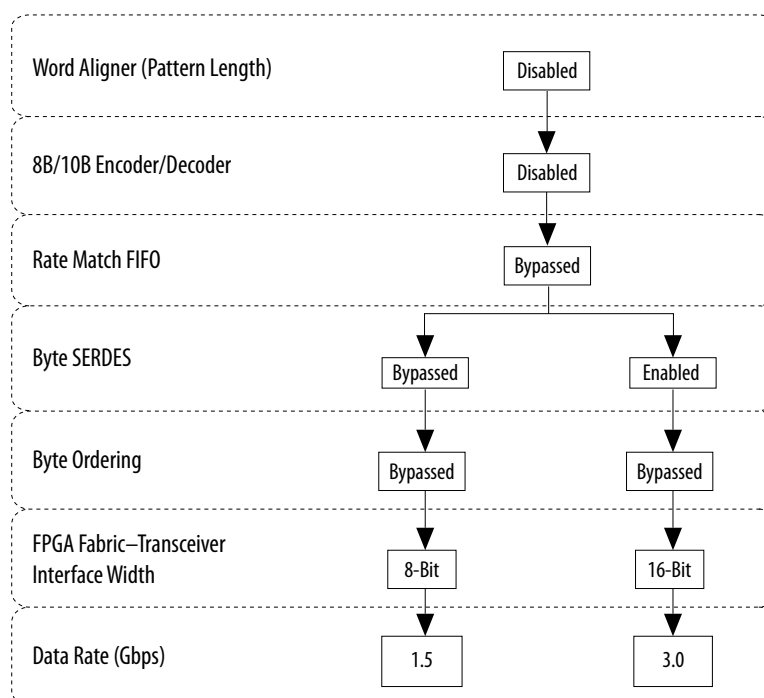 Word Aligner (Pattern Length)
Disabled
8B/10B Encoder/Decoder
Disabled
Rate Match FIFO
Bypassed
Byte SERDES
Bypassed
Enabled
Byte Ordering
Bypassed
Bypassed
FPGA Fabric–Transceiver
Interface Width
8-Bit
16-Bit
Data Rate (Gbps)
1.5
3.0